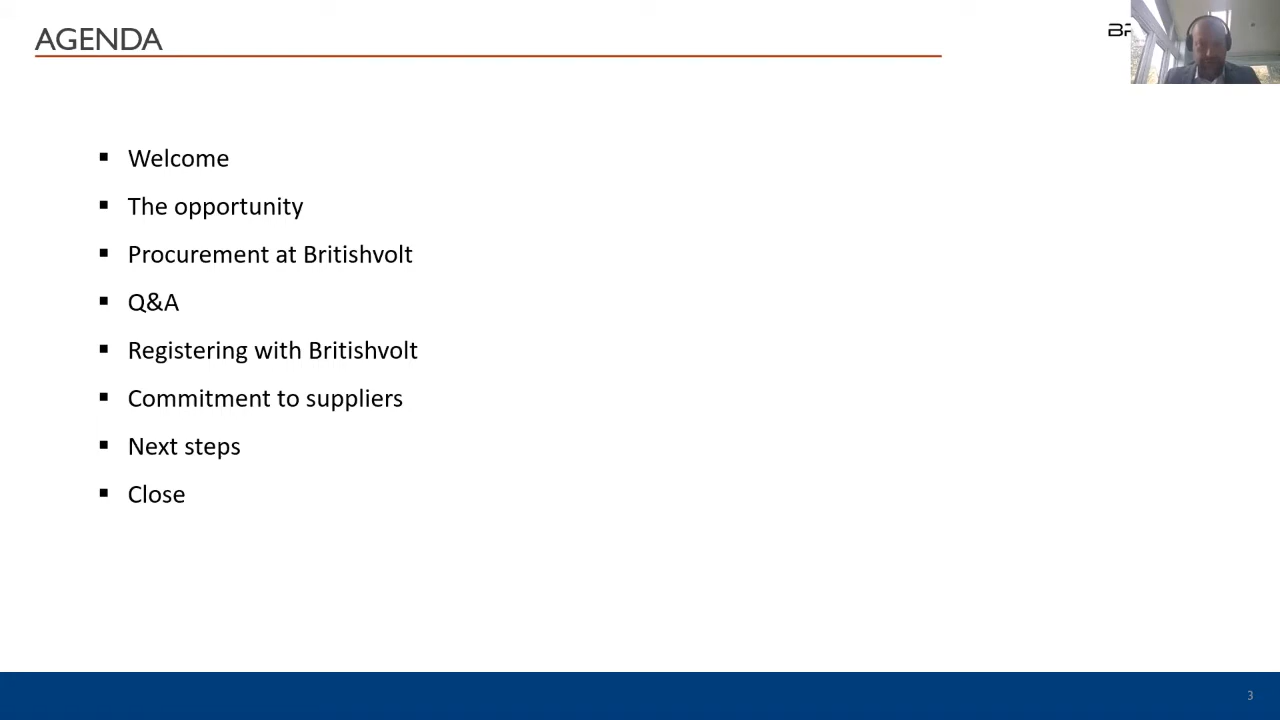 AGENDA
Welcome
The opportunity
Procurement at Britishvolt
Q&A
Registering with Britishvolt
Commitment to suppliers
Next steps
Close
3